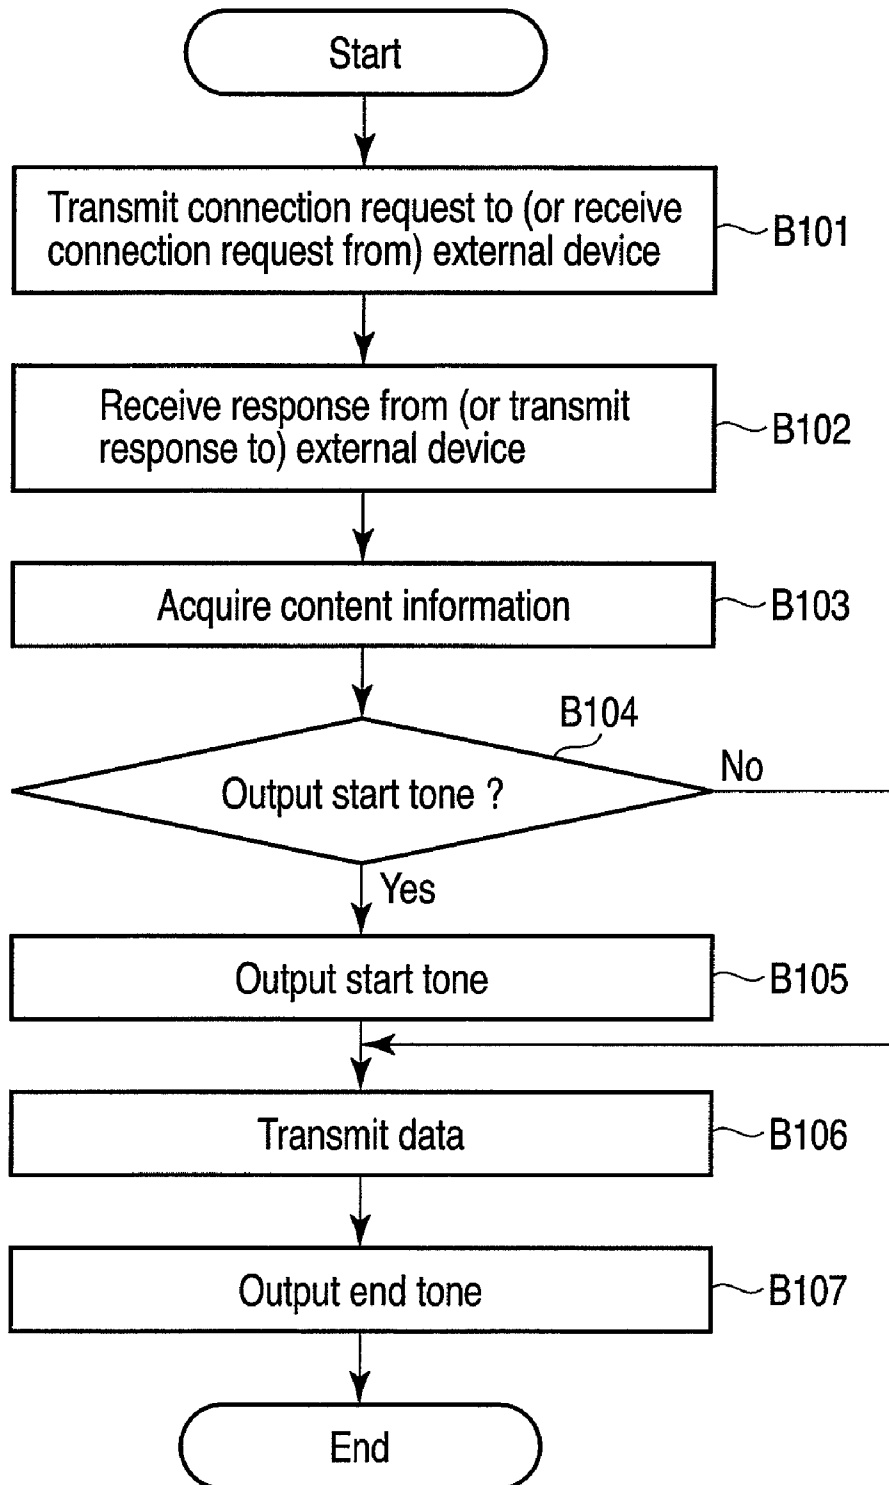 Start
Transmit connection request to (or receive
connection request from) external device
B101
Receive response from (or transmit
response to) external device
B102
Acquire content information
B103
B104
Output start tone ?
No
Yes
Output start tone
B105
Transmit data
B106
Output end tone
B107
End